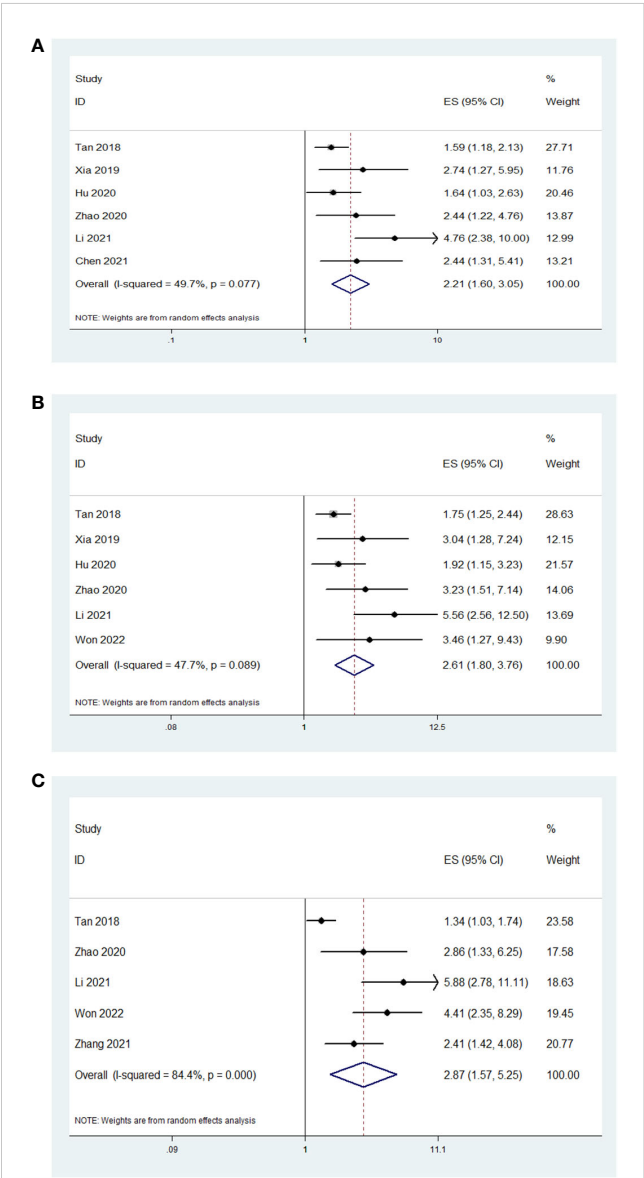 A
Study %
ID ES (95% CI) Weight
Tan 2018 1.59 (1.18, 2.13) 27.71
Xia 2019 2.74 (1.27, 5.95) 11.76
Hu 2020 1.64 (1.03, 2.63) 20.46
Zhao 2020 2.44 (1.22, 4.76) 13.87
Li 2021 4.76 (2.38, 10.00) 12.99
Chen 2021 2.44 (1.31, 5.41) 13.21
Overall (I-squared = 49.7%, p = 0.077) 2.21 (1.60, 3.05) 100.00
NOTE: Weights are from random effects analysis
.1 1 10
B
Study %
ID ES (95% CI) Weight
Tan 2018 1.75 (1.25, 2.44) 28.63
Xia 2019 3.04 (1.28, 7.24) 12.15
Hu 2020 1.92 (1.15, 3.23) 21.57
Zhao 2020 3.23 (1.51, 7.14) 14.06
Li 2021 5.56 (2.56, 12.50) 13.69
Won 2022 3.46 (1.27, 9.43) 9.90
Overall (I-squared = 47.7%, p = 0.089) 2.61 (1.80, 3.76) 100.00
NOTE: Weights are from random effects analysis
.08 1 12.5
C
Study %
ID ES (95% CI) Weight
Tan 2018 1.34 (1.03, 1.74) 23.58
Zhao 2020 2.86 (1.33, 6.25) 17.58
Li 2021 5.88 (2.78, 11.11) 18.63
Won 2022 4.41 (2.35, 8.29) 19.45
Zhang 2021 2.41 (1.42, 4.08) 20.77
Overall (I-squared = 84.4%, p = 0.000) 2.87 (1.57, 5.25) 100.00
NOTE: Weights are from random effects analysis
.09 1 11.1